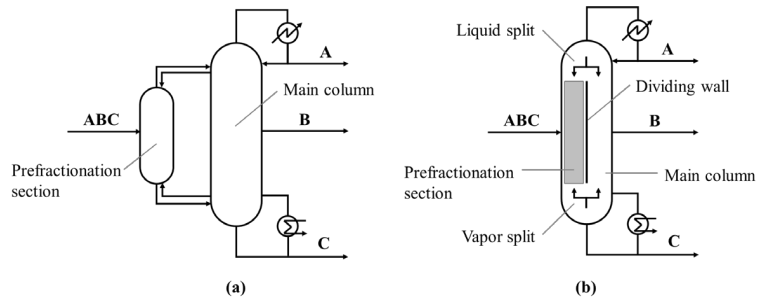 A
Main column
ABC
B
Prefractionation
section
C
(a)
Liquid split
A
Dividing wall
ABC
B
Prefractionation
section
Main column
Vapor split
C
(b)